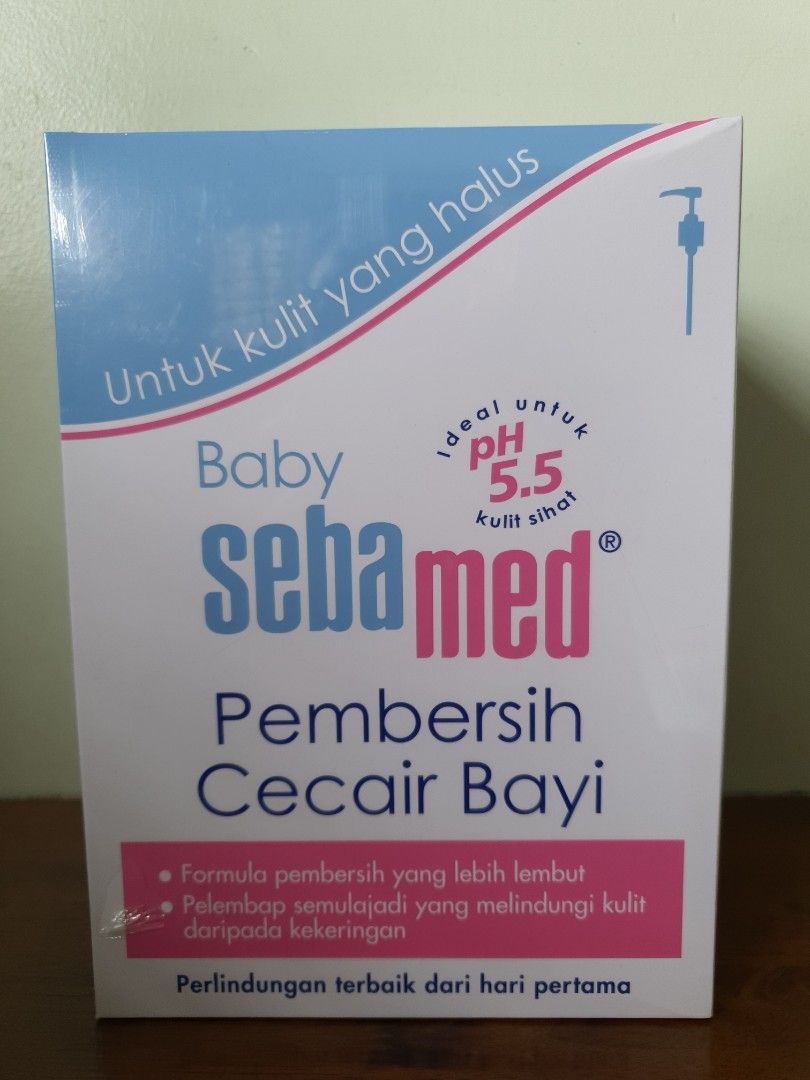 Untuk kulit yang halus
Ideal untuk
pH
5.5
kulit sihat
Baby
sebamed®
Pembersih
Cecair Bayi
• Formula pembersih yang lebih lembut
• Pelembap semulajadi yang melindungi kulit
daripada kekeringan
Perlindungan terbaik dari hari pertama